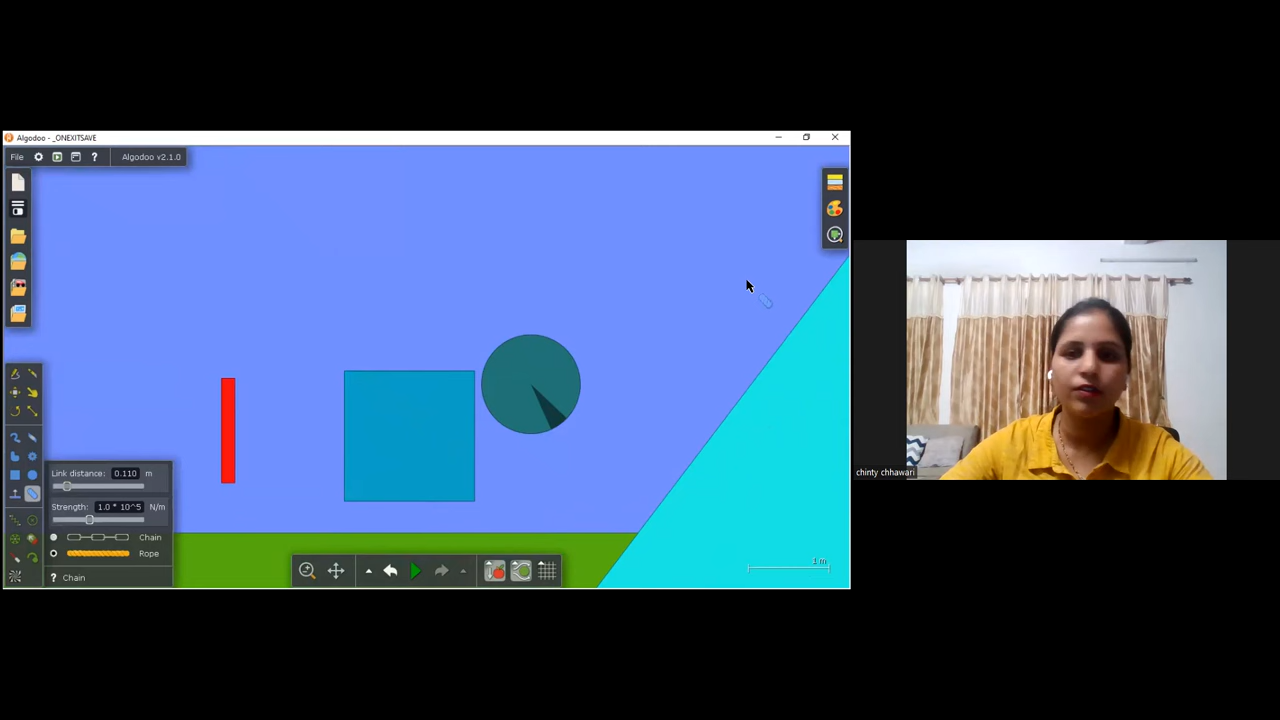 Algodoo - _ONEXITSAVE
File ? Algodoo v2.1.0
Link distance: 0.110 m
Strength: 1.0 * 10^5 N/m
Chain
Rope
? Chain
1 m
chinty chhawari